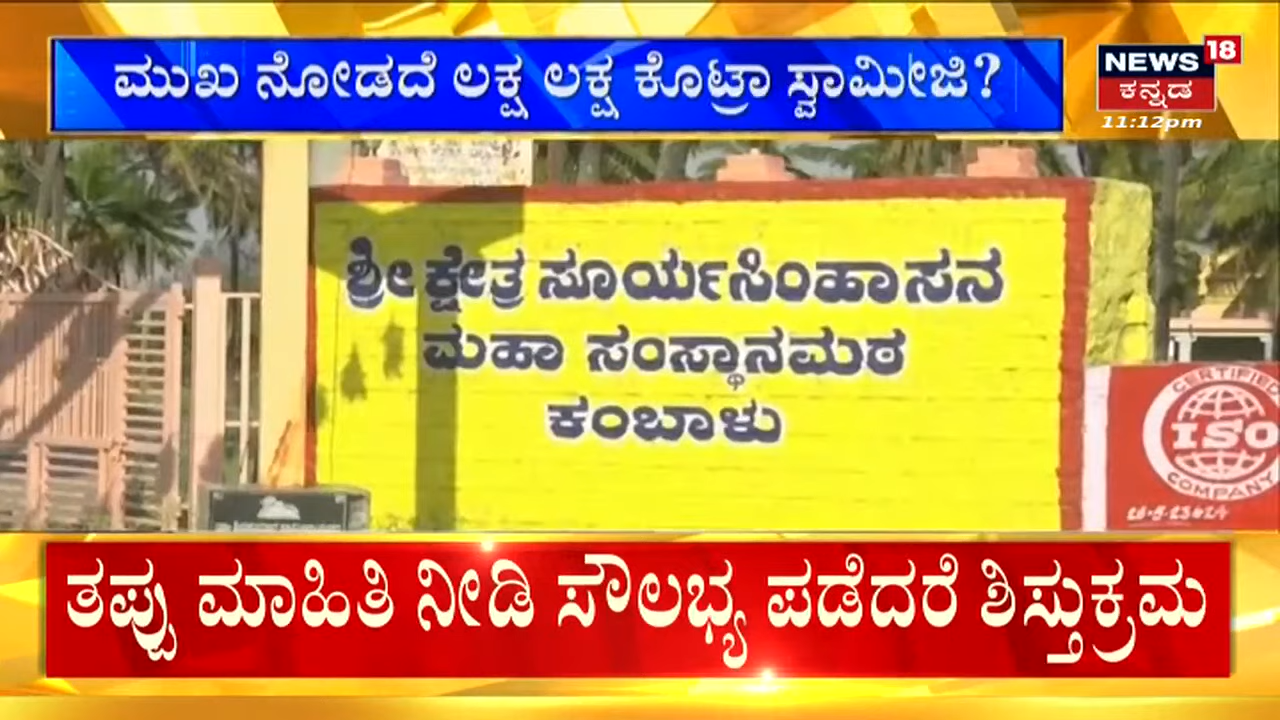 ಮುಖ ನೋಡದೆ ಲಕ್ಷ ಲಕ್ಷ ಕೊಟ್ರಾ ಸ್ವಾಮೀಜಿ?
NEWS 18
ಕನ್ನಡ
11:12pm
ಶ್ರೀ ಕ್ಷೇತ್ರ ಸೂರ್ಯಸಿಂಹಾಸನ
ಮಹಾ ಸಂಸ್ಥಾನಮಠ
ಕಂಬಾಳು
CERTIFIED
ISO
COMPANY
ತಪ್ಪು ಮಾಹಿತಿ ನೀಡಿ ಸೌಲಭ್ಯ ಪಡೆದರೆ ಶಿಸ್ತುಕ್ರಮ